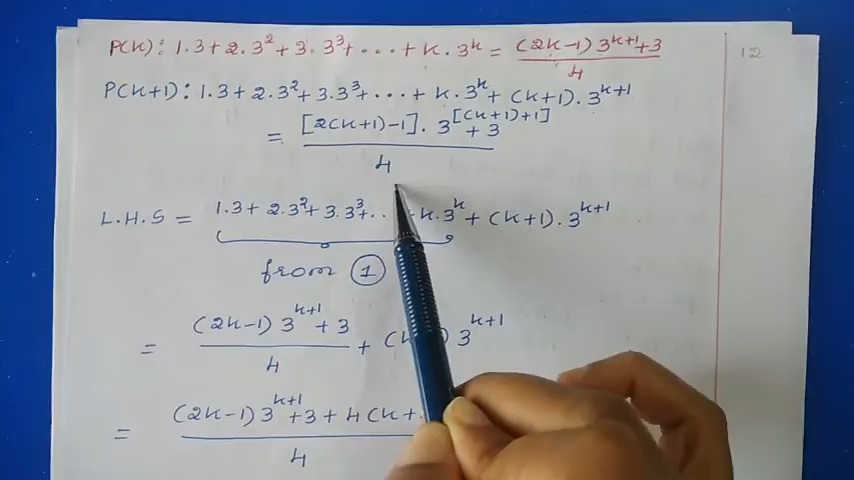 P(k): 1.3 + 2.3² + 3.3³ + ... + k.3ᵏ = (2k-1)3ᵏ⁺¹+3 / 4
12
P(k+1): 1.3 + 2.3² + 3.3³ + ... + k.3ᵏ + (k+1).3ᵏ⁺¹
= [2(k+1)-1].3^[(k+1)+1] + 3 / 4
L.H.S = 1.3 + 2.3² + 3.3³ + ... + k.3ᵏ + (k+1).3ᵏ⁺¹
from ①
= (2k-1)3ᵏ⁺¹+3 / 4 + (k ) 3ᵏ⁺¹
= (2k-1)3ᵏ⁺¹+3+4(k+ / 4